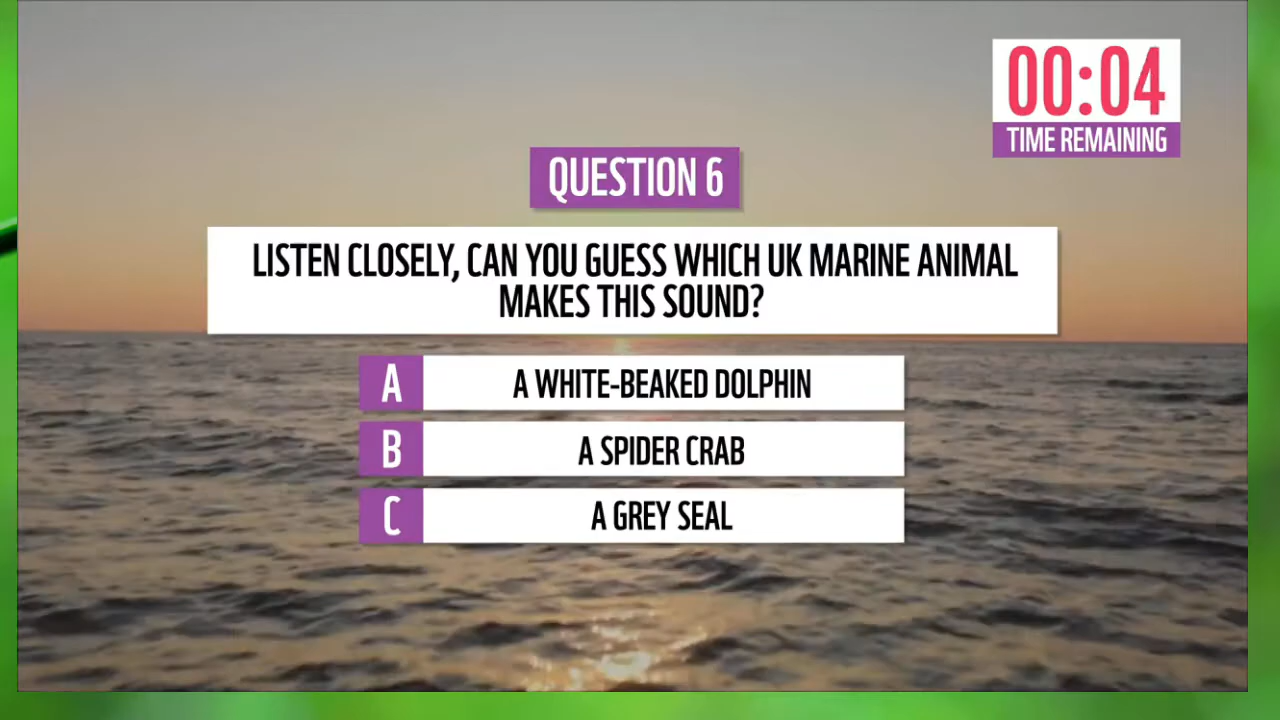 00:04
TIME REMAINING
QUESTION 6
LISTEN CLOSELY, CAN YOU GUESS WHICH UK MARINE ANIMAL
MAKES THIS SOUND?
A A WHITE-BEAKED DOLPHIN
B A SPIDER CRAB
C A GREY SEAL